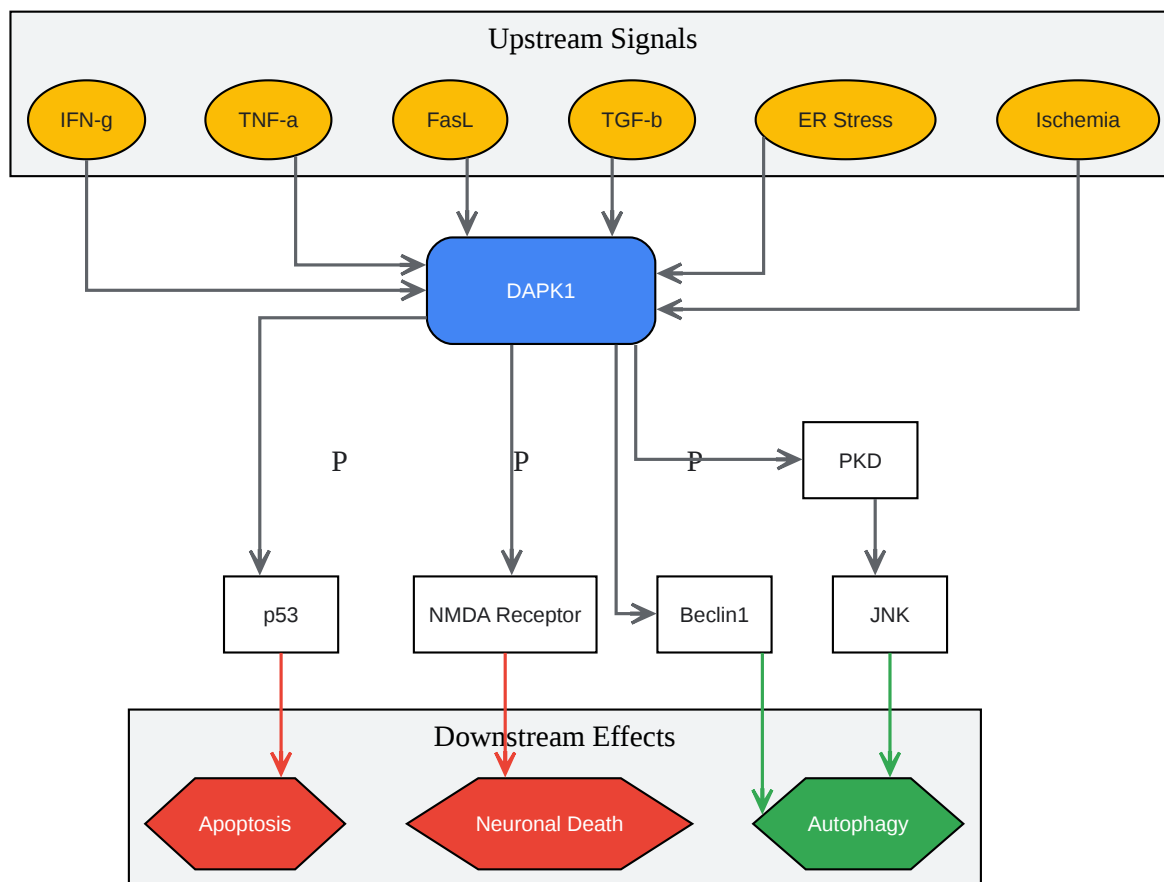 Upstream Signals
IFN-g
TNF-a
FasL
TGF-b
ER Stress
Ischemia
DAPK1
P
P
P
PKD
p53
NMDA Receptor
Beclin1
JNK
Downstream Effects
Apoptosis
Neuronal Death
Autophagy